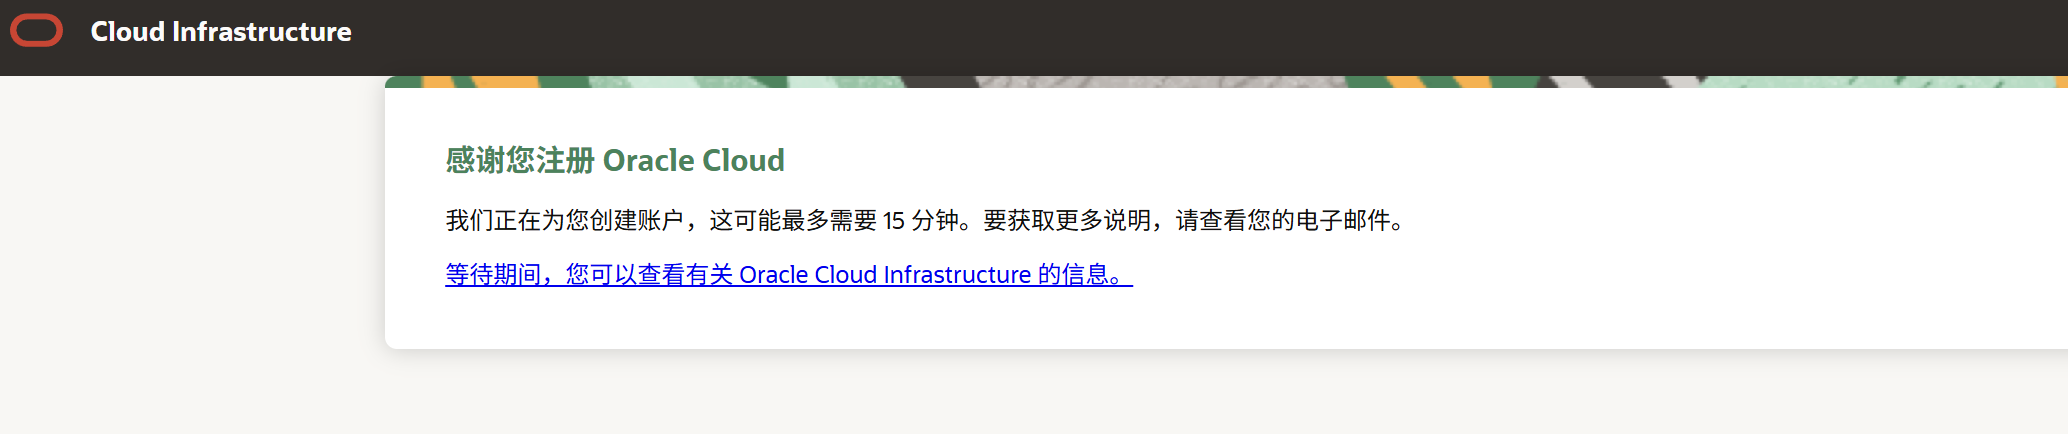 Cloud Infrastructure
感谢您注册 Oracle Cloud
我们正在为您创建账户，这可能最多需要 15 分钟。要获取更多说明，请查看您的电子邮件。
等待期间，您可以查看有关 Oracle Cloud Infrastructure 的信息。